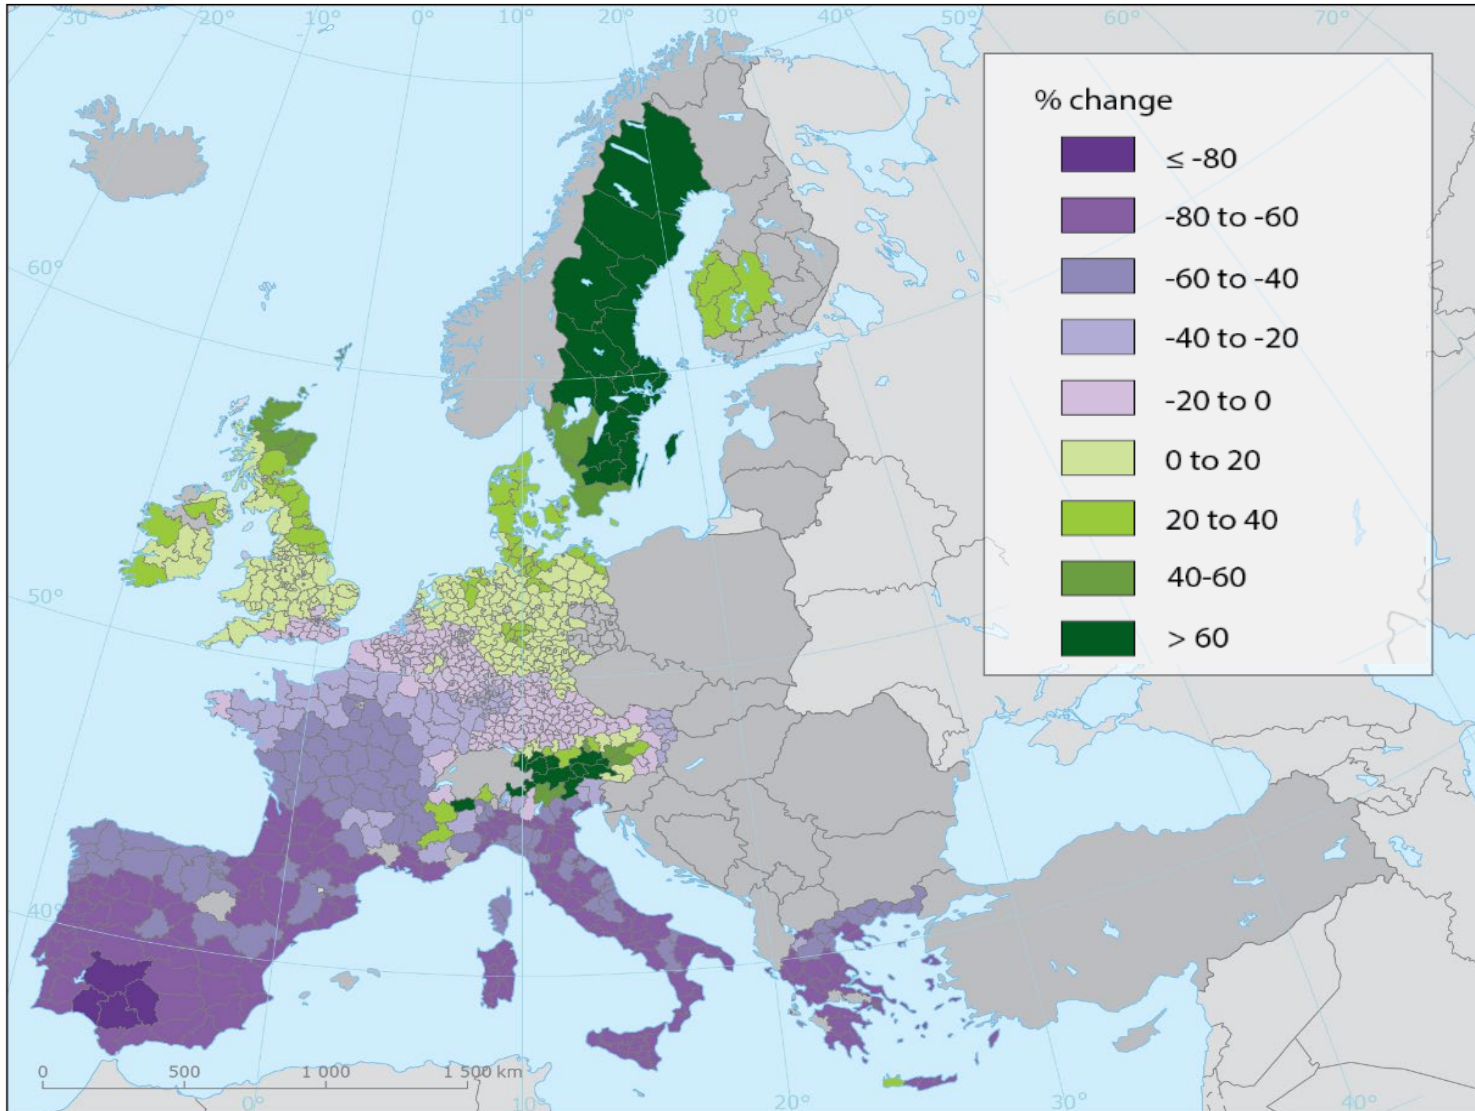 30° 20° 10° 0° 10° 20° 30° 40° 50° 60° 70°
% change
≤ -80
-80 to -60
-60 to -40
-40 to -20
-20 to 0
0 to 20
20 to 40
40-60
> 60
60°
50°
40°
0 500 1 000 1 500 km
0° 10° 20° 30° 40°